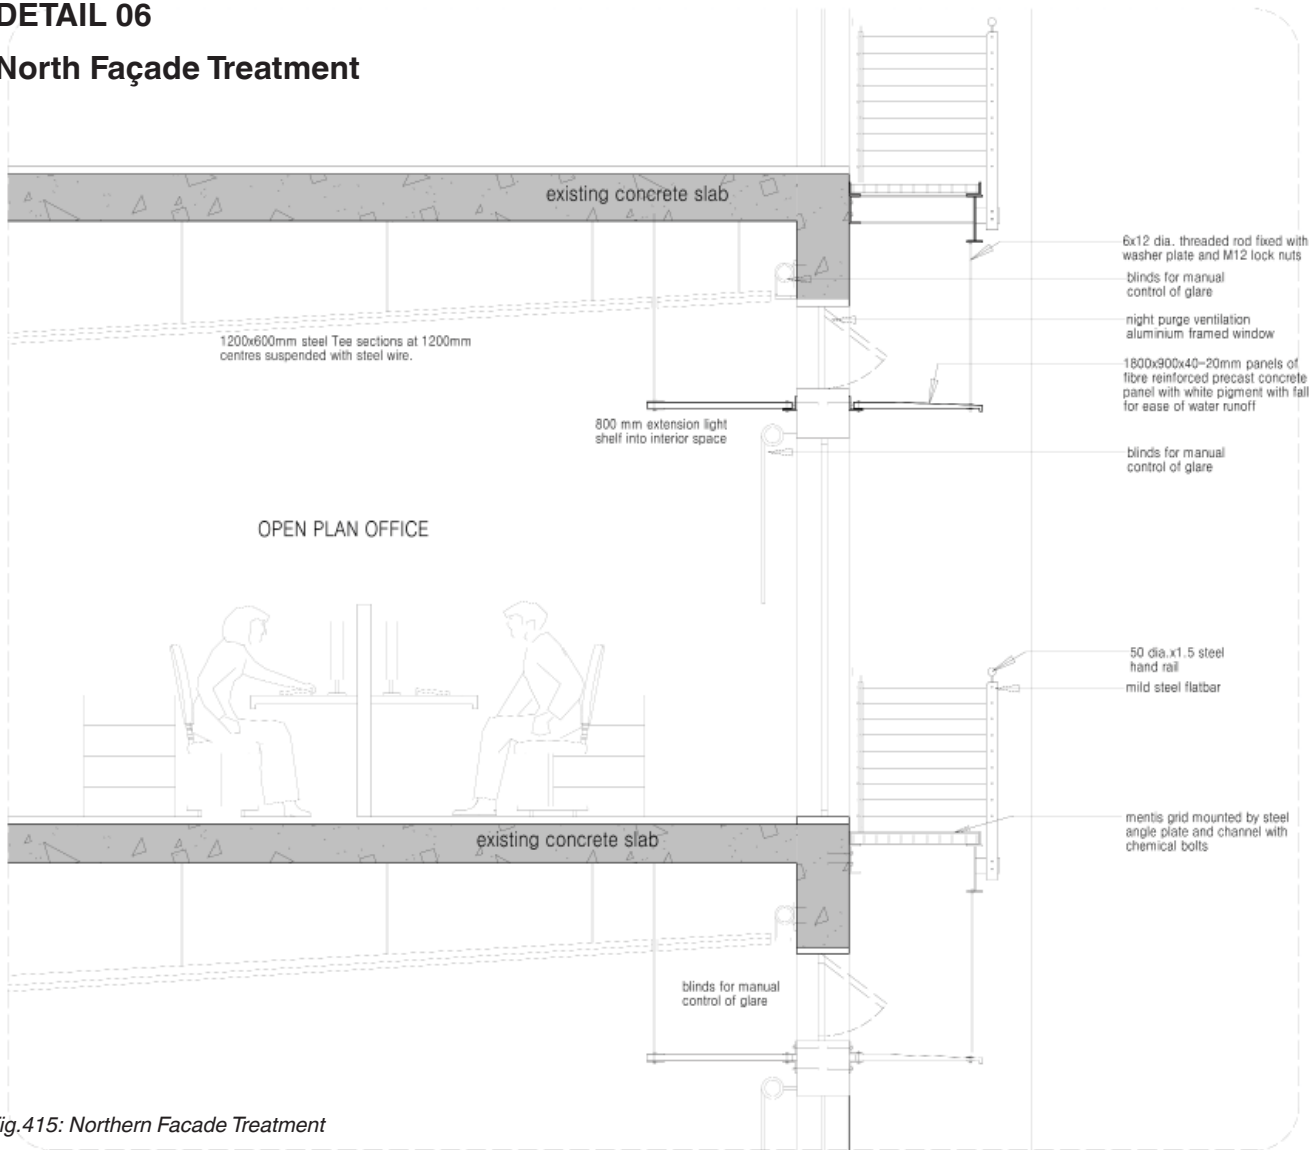 DETAIL 06
North Façade Treatment
existing concrete slab
6x12 dia. threaded rod fixed with
washer plate and M12 lock nuts
blinds for manual
control of glare
night purge ventilation
aluminium framed window
1200x600mm steel Tee sections at 1200mm
centres suspended with steel wire.
1800x900x40-20mm panels of
fibre reinforced precast concrete
panel with white pigment with fall
for ease of water runoff
800 mm extension light
shelf into interior space
blinds for manual
control of glare
OPEN PLAN OFFICE
50 dia.x1.5 steel
hand rail
mild steel flatbar
mentis grid mounted by steel
angle plate and channel with
chemical bolts
existing concrete slab
blinds for manual
control of glare
ig.415: Northern Facade Treatment